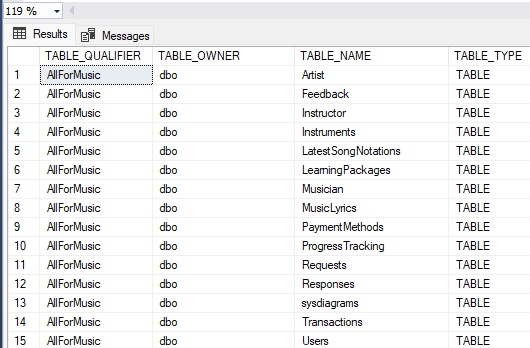 119 %
Results Messages
TABLE_QUALIFIER TABLE_OWNER TABLE_NAME TABLE_TYPE
1 AllForMusic dbo Artist TABLE
2 AllForMusic dbo Feedback TABLE
3 AllForMusic dbo Instructor TABLE
4 AllForMusic dbo Instruments TABLE
5 AllForMusic dbo LatestSongNotations TABLE
6 AllForMusic dbo LearningPackages TABLE
7 AllForMusic dbo Musician TABLE
8 AllForMusic dbo MusicLyrics TABLE
9 AllForMusic dbo PaymentMethods TABLE
10 AllForMusic dbo ProgressTracking TABLE
11 AllForMusic dbo Requests TABLE
12 AllForMusic dbo Responses TABLE
13 AllForMusic dbo sysdiagrams TABLE
14 AllForMusic dbo Transactions TABLE
15 AllForMusic dbo Users TABLE